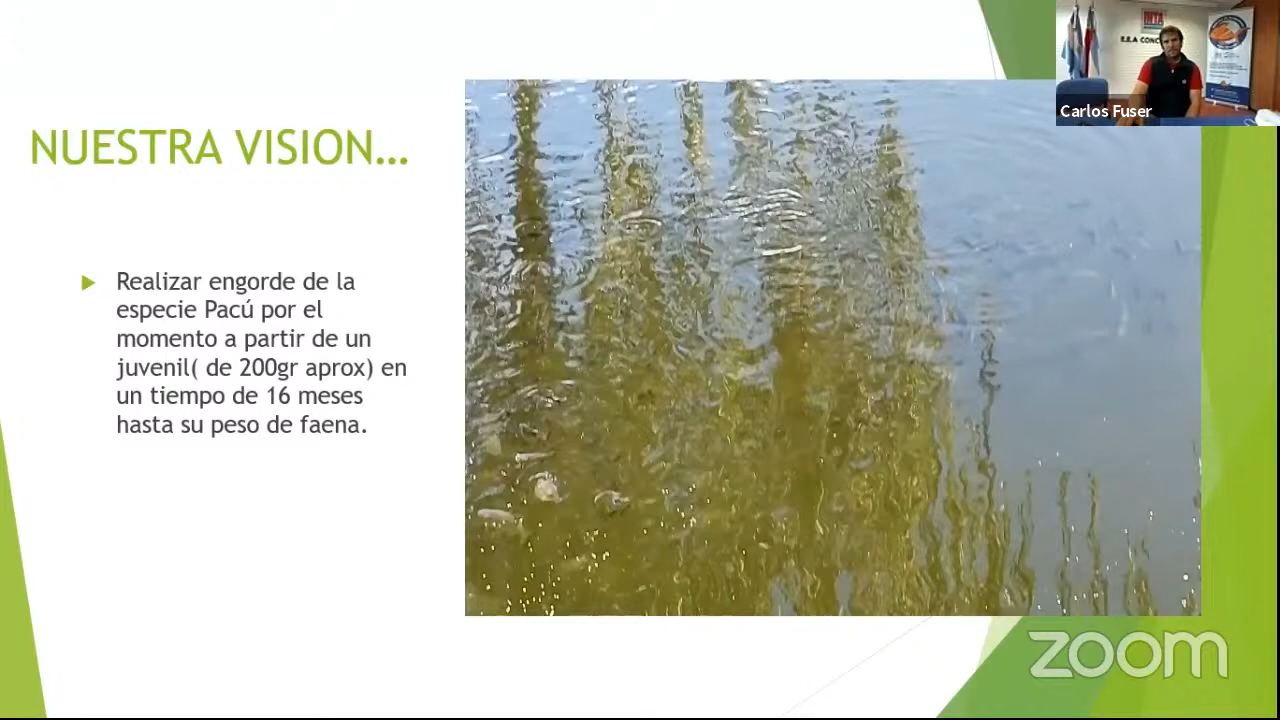 NUESTRA VISION...
Realizar engorde de la
especie Pacú por el
momento a partir de un
juvenil( de 200gr aprox) en
un tiempo de 16 meses
hasta su peso de faena.
INTA
Carlos Fuser
zoom